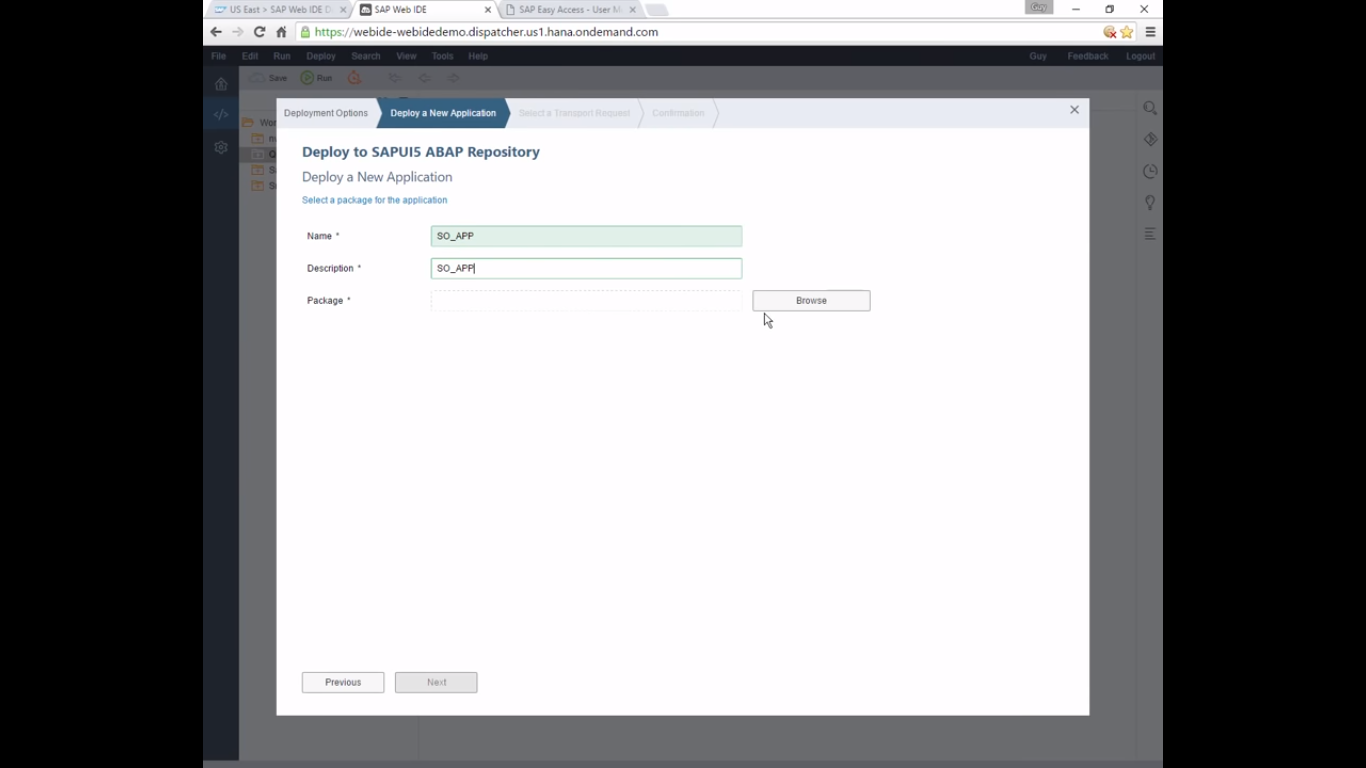 US East > SAP Web IDE D
SAP Web IDE
SAP Easy Access - User M
Guy
https://webide-webidedemo.dispatcher.us1.hana.ondemand.com
File Edit Run Deploy Search View Tools Help Guy Feedback Logout
Save Run
Deployment Options Deploy a New Application Select a Transport Request Confirmation
Deploy to SAPUI5 ABAP Repository
Deploy a New Application
Select a package for the application
Name * SO_APP
Description * SO_APP
Package * Browse
Previous Next